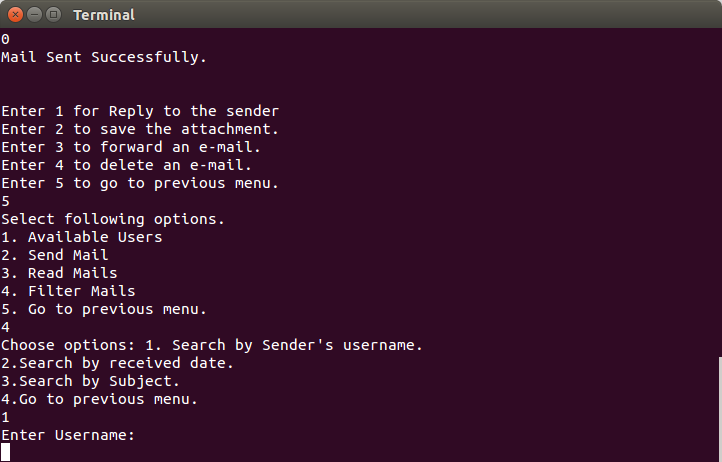 Terminal
0
Mail Sent Successfully.
Enter 1 for Reply to the sender
Enter 2 to save the attachment.
Enter 3 to forward an e-mail.
Enter 4 to delete an e-mail.
Enter 5 to go to previous menu.
5
Select following options.
1. Available Users
2. Send Mail
3. Read Mails
4. Filter Mails
5. Go to previous menu.
4
Choose options: 1. Search by Sender's username.
2.Search by received date.
3.Search by Subject.
4.Go to previous menu.
1
Enter Username: